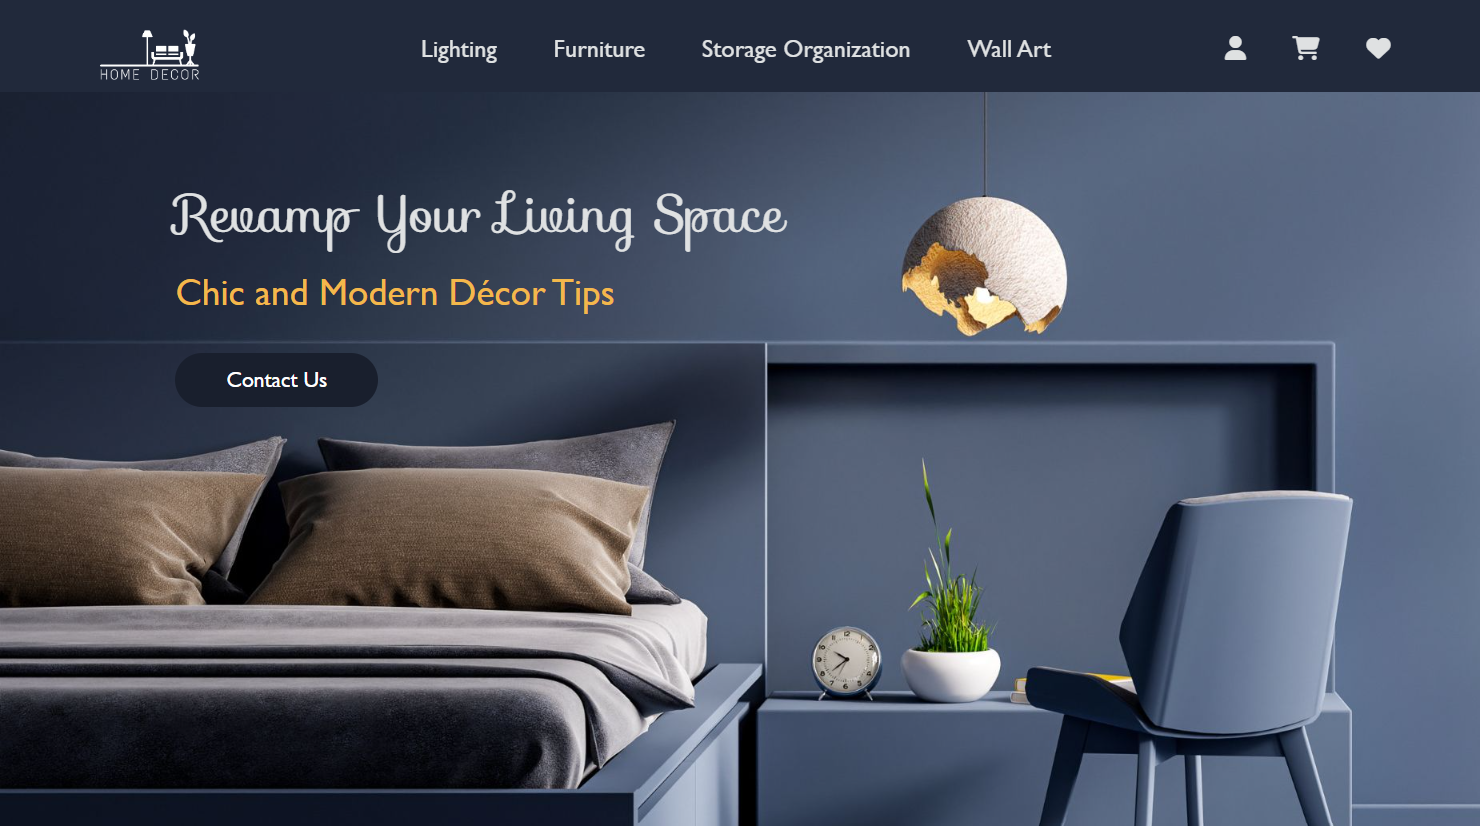 HOME DECOR
Lighting
Furniture
Storage Organization
Wall Art
Revamp Your Living Space
Chic and Modern Décor Tips
Contact Us